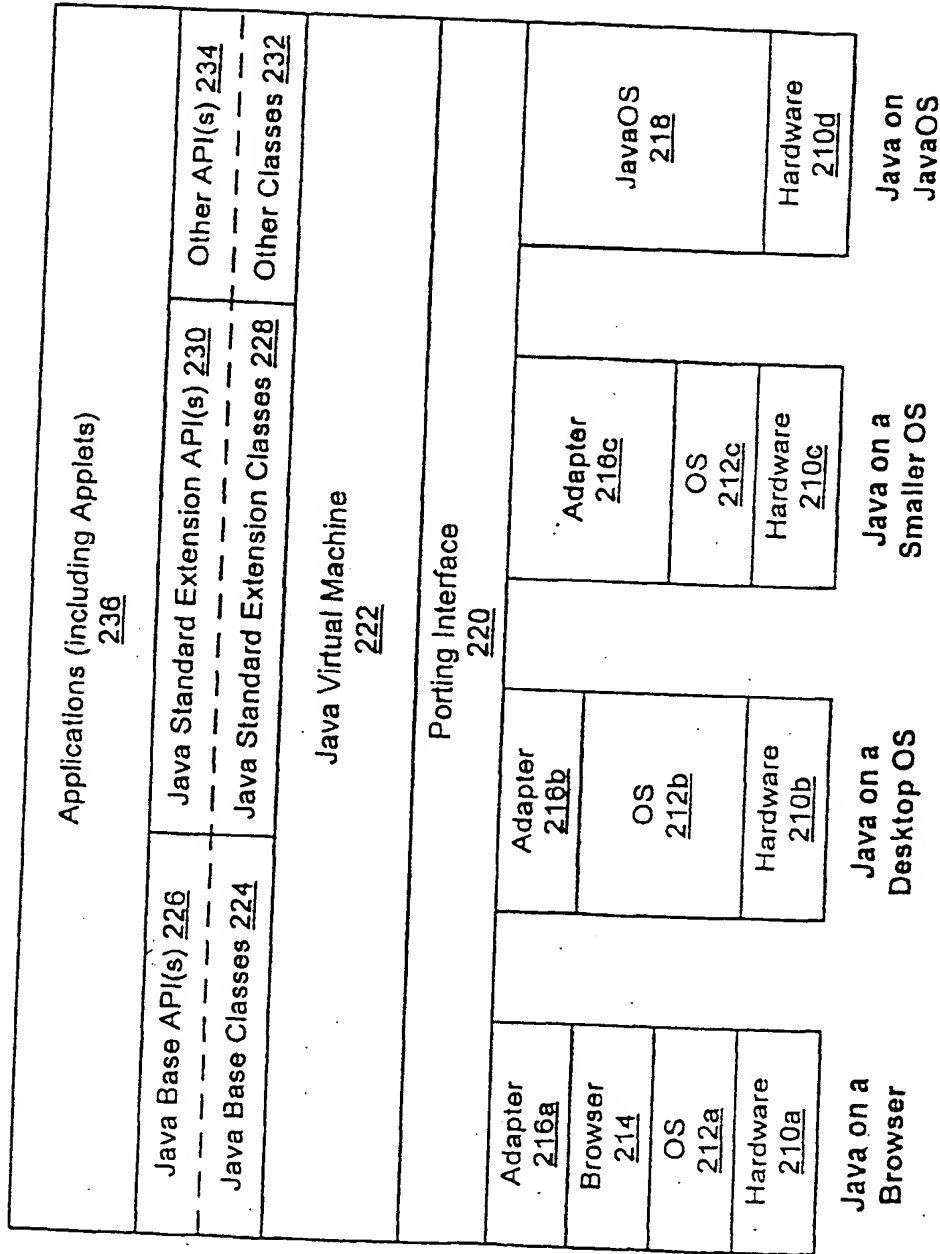 Applications (including Applets)
236
Java Base API(s) 226
Java Standard Extension API(s) 230
Other API(s) 234
Java Base Classes 224
Java Standard Extension Classes 228
Other Classes 232
Java Virtual Machine
222
Porting Interface
220
Adapter
216a
Browser
214
OS
212a
Hardware
210a
Java on a
Browser
Adapter
216b
OS
212b
Hardware
210b
Java on a
Desktop OS
Adapter
216c
OS
212c
Hardware
210c
Java on a
Smaller OS
JavaOS
218
Hardware
210d
Java on
JavaOS